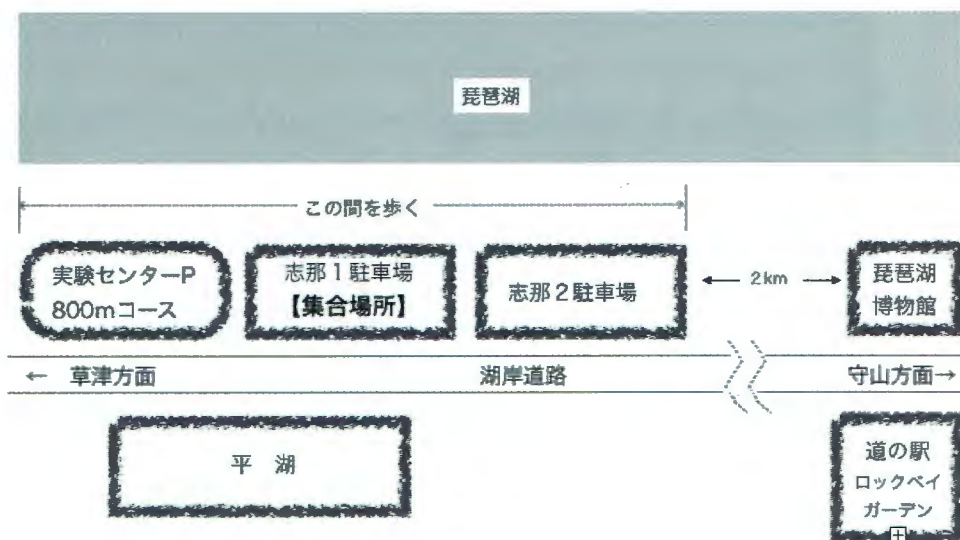 琵琶湖
この間を歩く
実験センターP
800mコース
志那1駐車場
【集合場所】
志那2駐車場
← 2km →
琵琶湖
博物館
← 草津方面
湖岸道路
守山方面→
平 湖
道の駅
ロックベイ
ガーデン